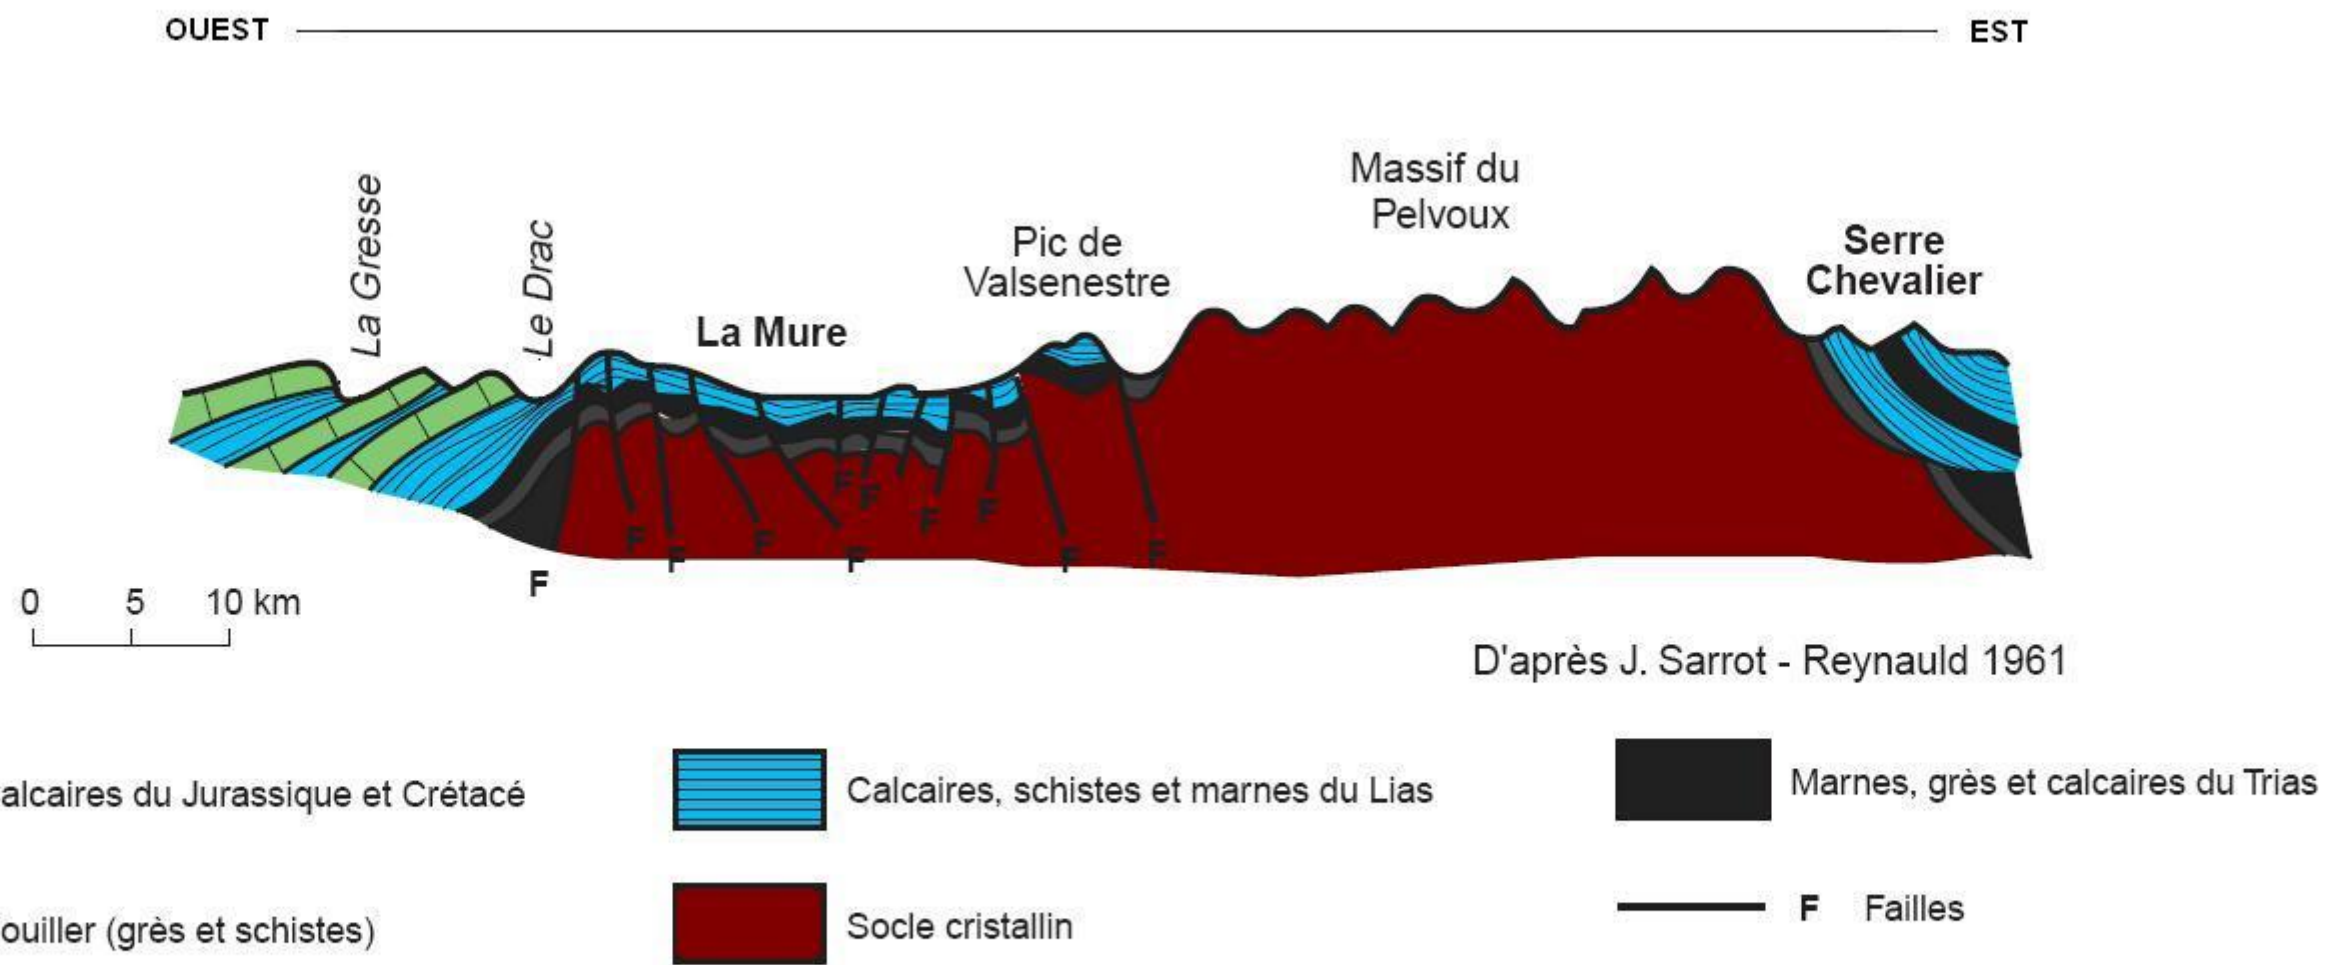 OUEST
EST
La Gresse
Le Drac
La Mure
Pic de
Valsenestre
Massif du
Pelvoux
Serre
Chevalier
F
F
F
F
F
F
F
F
F
F
F
0 5 10 km
D'après J. Sarrot - Reynauld 1961
alcaires du Jurassique et Crétacé
Calcaires, schistes et marnes du Lias
Marnes, grès et calcaires du Trias
ouiller (grès et schistes)
Socle cristallin
F Failles